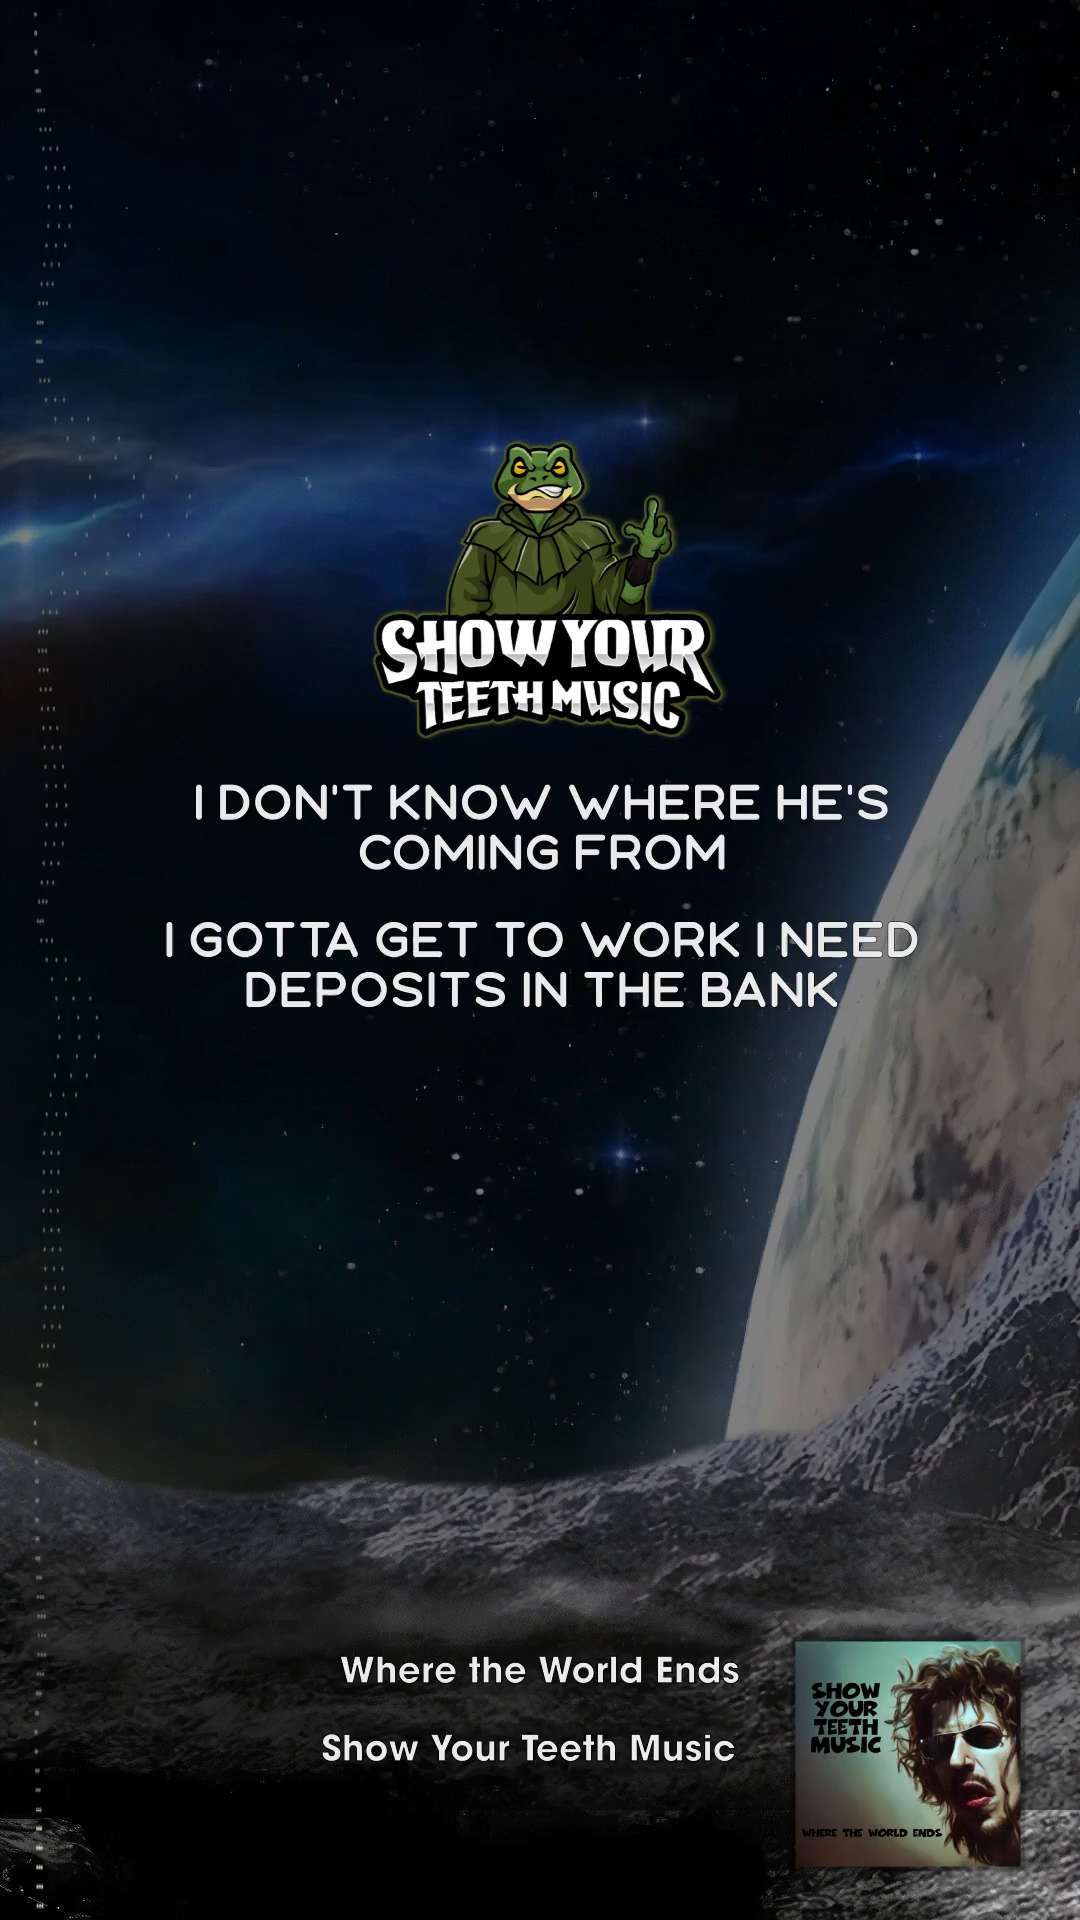 SHOW YOUR
TEETH MUSIC
I DON'T KNOW WHERE HE'S
COMING FROM
I GOTTA GET TO WORK I NEED
DEPOSITS IN THE BANK
Where the World Ends
Show Your Teeth Music
SHOW
YOUR
TEETH
MUSIC
WHERE THE WORLD ENDS